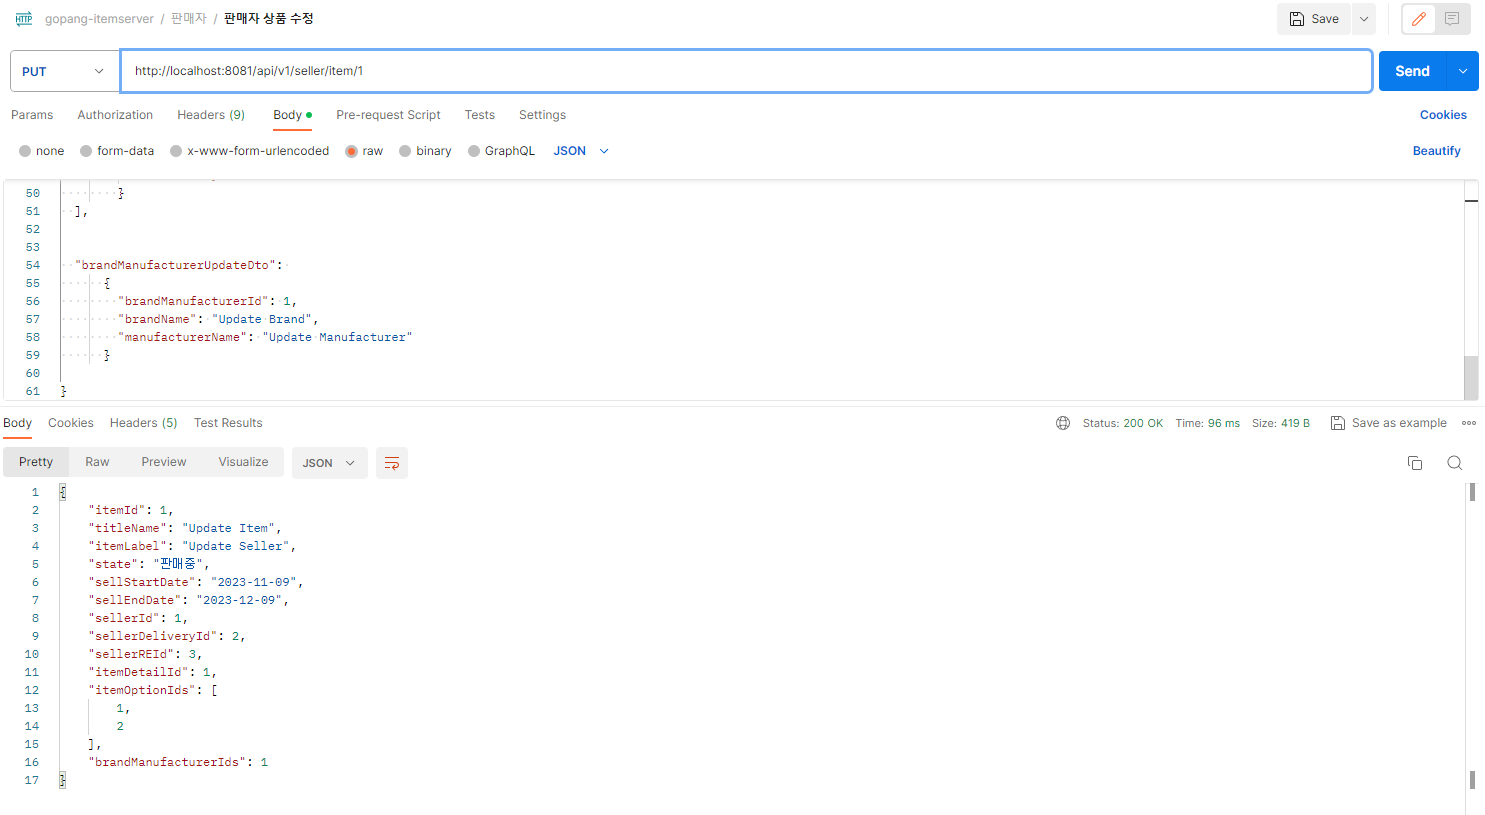 HTTP gopang-itemserver / 판매자 / 판매자 상품 수정 Save
PUT http://localhost:8081/api/v1/seller/item/1 Send
Params Authorization Headers (9) Body Pre-request Script Tests Settings Cookies
none form-data x-www-form-urlencoded raw binary GraphQL JSON Beautify
50 }
51 ],
52
53
54 "brandManufacturerUpdateDto":
55 {
56 "brandManufacturerId": 1,
57 "brandName": "Update Brand",
58 "manufacturerName": "Update Manufacturer"
59 }
60
61 }
Body Cookies Headers (5) Test Results Status: 200 OK Time: 96 ms Size: 419 B Save as example
Pretty Raw Preview Visualize JSON
1 {
2 "itemId": 1,
3 "titleName": "Update Item",
4 "itemLabel": "Update Seller",
5 "state": "판매중",
6 "sellStartDate": "2023-11-09",
7 "sellEndDate": "2023-12-09",
8 "sellerId": 1,
9 "sellerDeliveryId": 2,
10 "sellerREId": 3,
11 "itemDetailId": 1,
12 "itemOptionIds": [
13 1,
14 2
15 ],
16 "brandManufacturerIds": 1
17 }